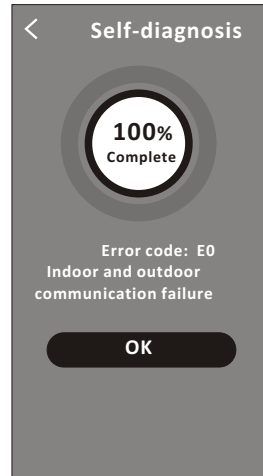 Self-diagnosis
100%
Complete
Error code: E0
Indoor and outdoor
communication failure
OK